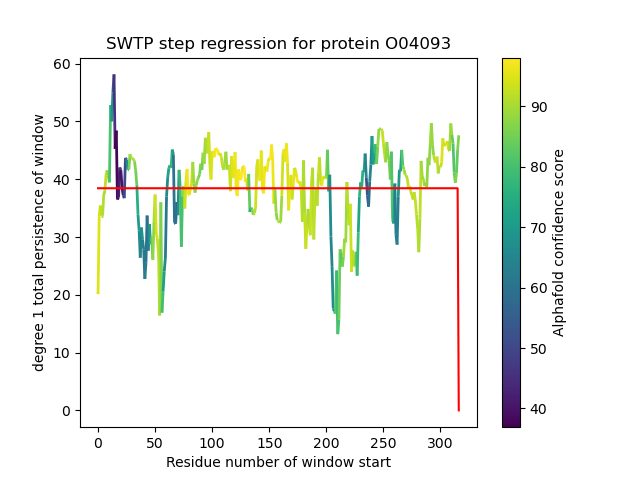 SWTP step regression for protein O04093
60
50
40
30
20
10
0
degree 1 total persistence of window
0 50 100 150 200 250 300
Residue number of window start
90
80
70
60
50
40
Alphafold confidence score